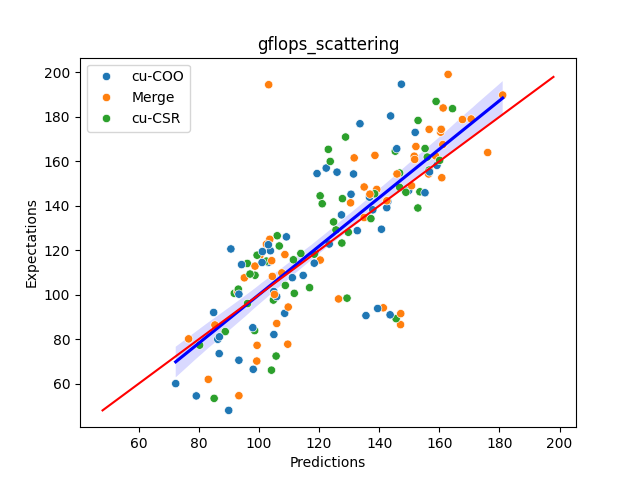 gflops_scattering
cu-COO
Merge
cu-CSR
Expectations
200
180
160
140
120
100
80
60
60 80 100 120 140 160 180 200
Predictions